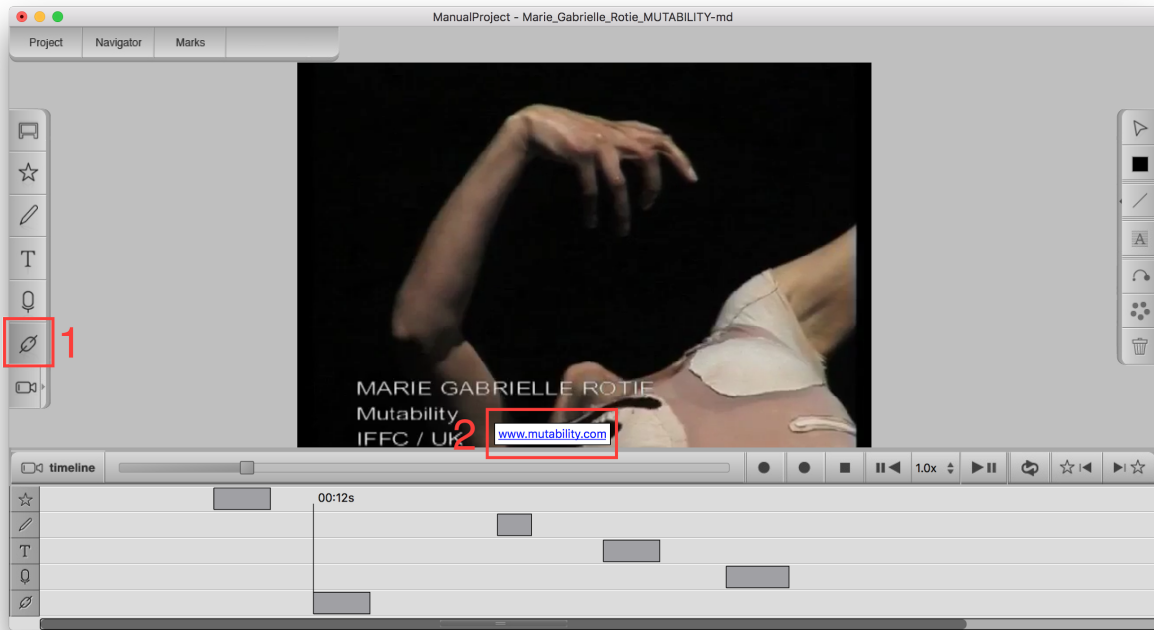 ManualProject - Marie_Gabrielle_Rotie_MUTABILITY-md
Project Navigator Marks
T
1
A
MARIE GABRIELLE ROTIE
Mutability
IFFC / UK
2
www.mutability.com
timeline
1.0x
00:12s
T